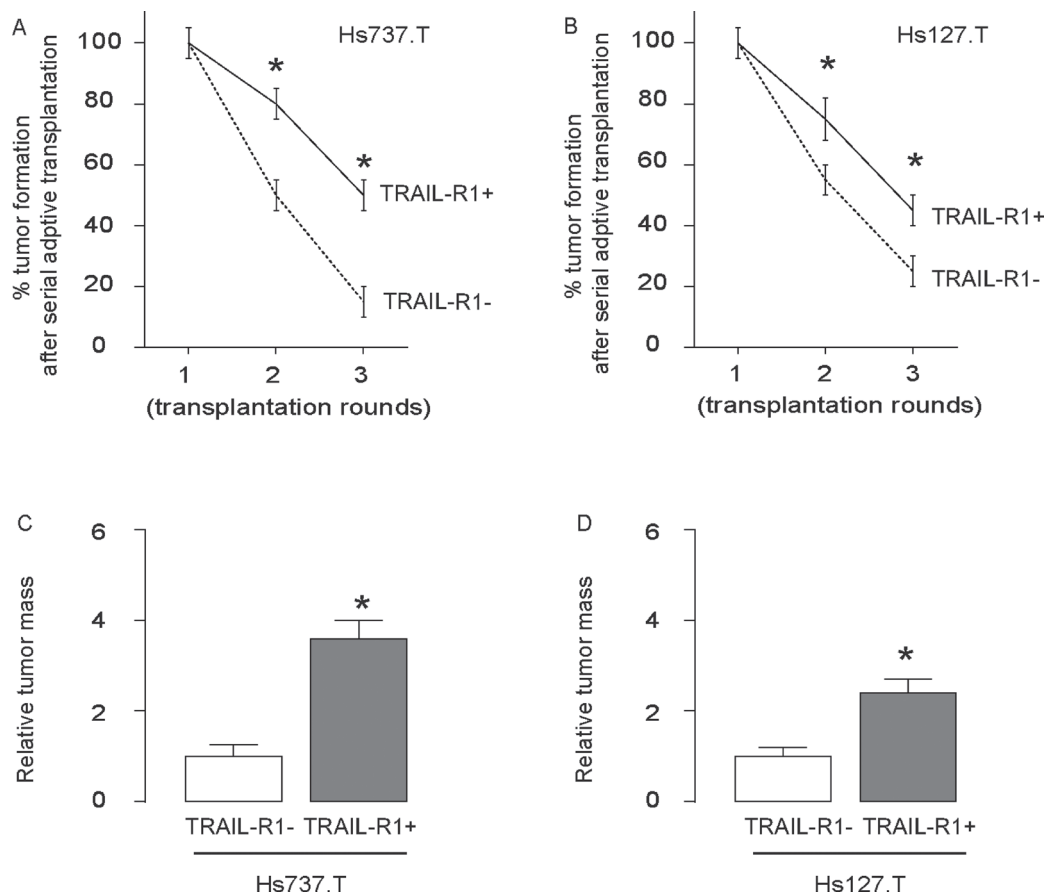 A
Hs737.T
% tumor formation
after serial adptive transplantation
100
80
60
40
20
0
*
*
TRAIL-R1+
TRAIL-R1-
1 2 3
(transplantation rounds)
B
Hs127.T
% tumor formation
after serial adptive transplantation
100
80
60
40
20
0
*
*
TRAIL-R1+
TRAIL-R1-
1 2 3
(transplantation rounds)
C
Relative tumor mass
6
4
2
0
*
TRAIL-R1- TRAIL-R1+
Hs737.T
D
Relative tumor mass
6
4
2
0
*
TRAIL-R1- TRAIL-R1+
Hs127.T